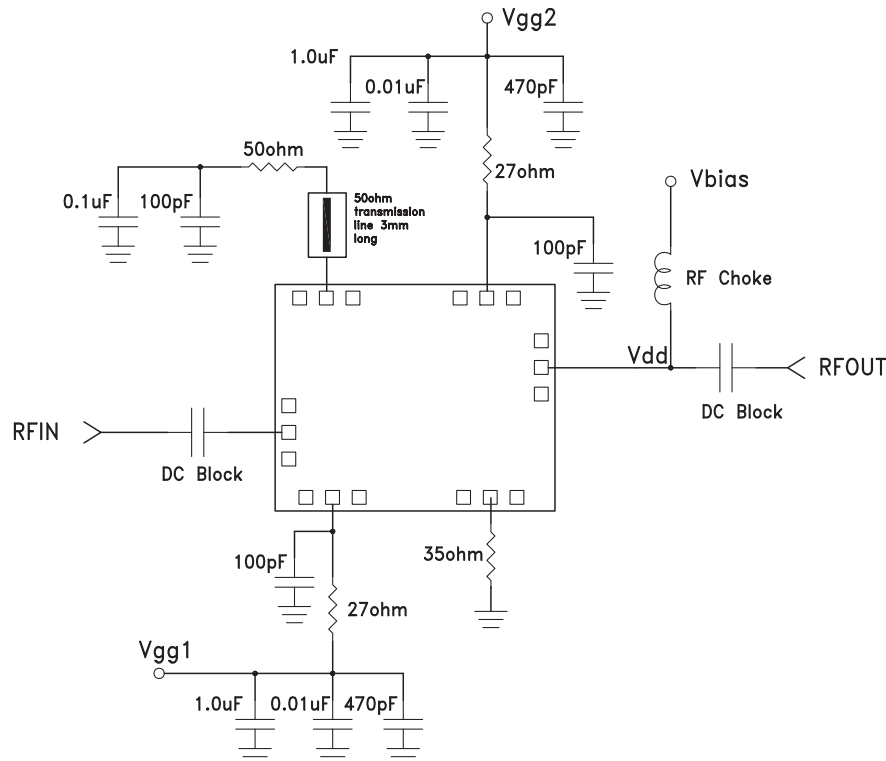 Vgg2
1.0uF
0.01uF
470pF
50ohm
27ohm
0.1uF
100pF
50ohm
transmission
line 3mm
long
Vbias
100pF
RF Choke
Vdd
RFOUT
DC Block
RFIN
DC Block
100pF
35ohm
27ohm
Vgg1
1.0uF
0.01uF
470pF